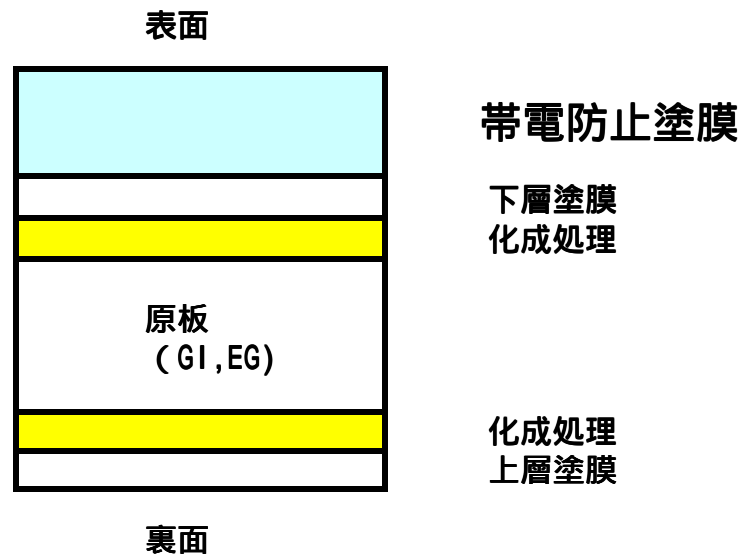 表面
帯電防止塗膜
下層塗膜
化成処理
原板
（GI,EG)
化成処理
上層塗膜
裏面